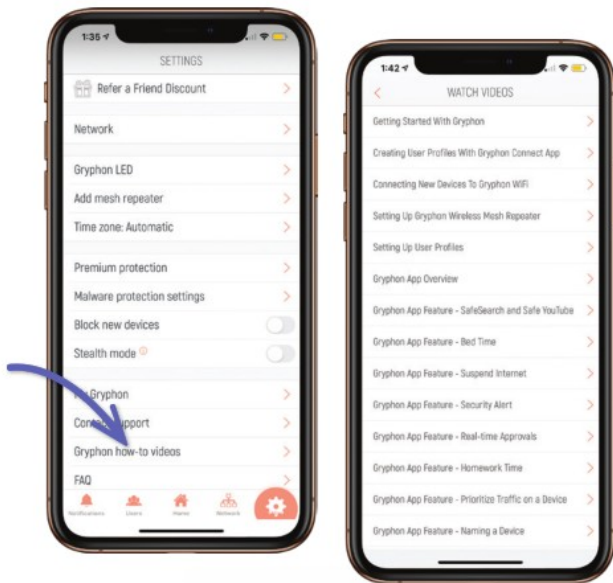 1:35
SETTINGS
Refer a Friend Discount
Network
Gryphon LED
Add mesh repeater
Time zone: Automatic
Premium protection
Malware protection settings
Block new devices
Stealth mode
My Gryphon
Contact support
Gryphon how-to videos
FAQ
Notifications Users Home Network
1:42
WATCH VIDEOS
Getting Started With Gryphon
Creating User Profiles With Gryphon Connect App
Connecting New Devices To Gryphon WiFi
Setting Up Gryphon Wireless Mesh Repeater
Setting Up User Profiles
Gryphon App Overview
Gryphon App Feature - SafeSearch and Safe YouTube
Gryphon App Feature - Bed Time
Gryphon App Feature - Suspend Internet
Gryphon App Feature - Security Alert
Gryphon App Feature - Real-time Approvals
Gryphon App Feature - Homework Time
Gryphon App Feature - Prioritize Traffic on a Device
Gryphon App Feature - Naming a Device